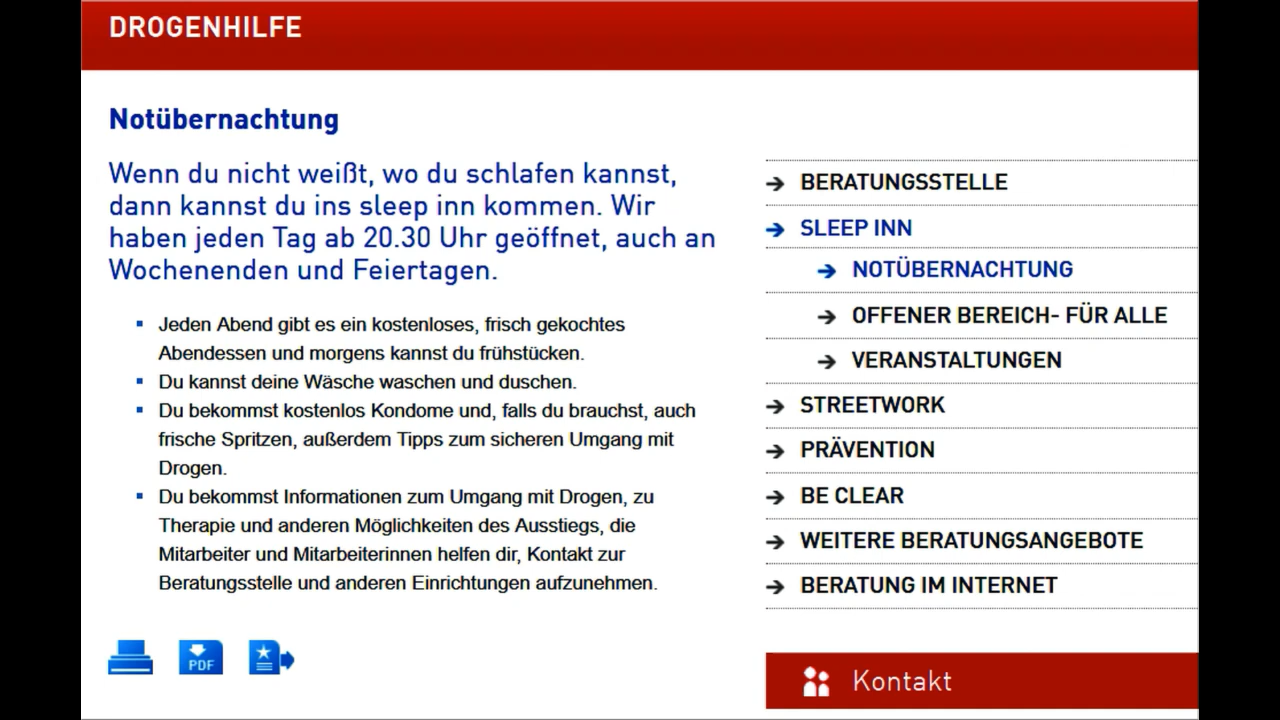 DROGENHILFE
Notübernachtung
Wenn du nicht weißt, wo du schlafen kannst,
dann kannst du ins sleep inn kommen. Wir
haben jeden Tag ab 20.30 Uhr geöffnet, auch an
Wochenenden und Feiertagen.
Jeden Abend gibt es ein kostenloses, frisch gekochtes
Abendessen und morgens kannst du frühstücken.
Du kannst deine Wäsche waschen und duschen.
Du bekommst kostenlos Kondome und, falls du brauchst, auch
frische Spritzen, außerdem Tipps zum sicheren Umgang mit
Drogen.
Du bekommst Informationen zum Umgang mit Drogen, zu
Therapie und anderen Möglichkeiten des Ausstiegs, die
Mitarbeiter und Mitarbeiterinnen helfen dir, Kontakt zur
Beratungsstelle und anderen Einrichtungen aufzunehmen.
PDF
BERATUNGSSTELLE
SLEEP INN
NOTÜBERNACHTUNG
OFFENER BEREICH- FÜR ALLE
VERANSTALTUNGEN
STREETWORK
PRÄVENTION
BE CLEAR
WEITERE BERATUNGSANGEBOTE
BERATUNG IM INTERNET
Kontakt